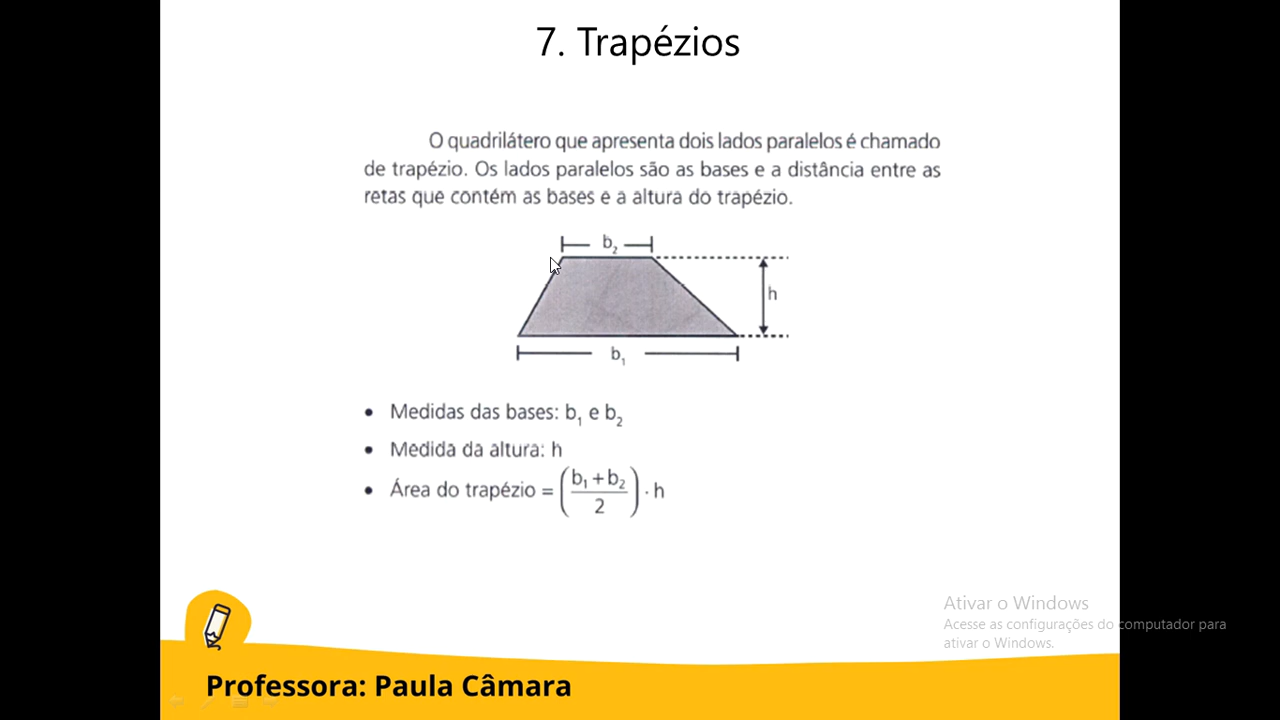 7. Trapézios
O quadrilátero que apresenta dois lados paralelos é chamado
de trapézio. Os lados paralelos são as bases e a distância entre as
retas que contém as bases e a altura do trapézio.
b₂
h
b₁
• Medidas das bases: b₁ e b₂
• Medida da altura: h
• Área do trapézio = (b₁+b₂/2) · h
Ativar o Windows
Acesse as configurações do computador para
ativar o Windows.
Professora: Paula Câmara